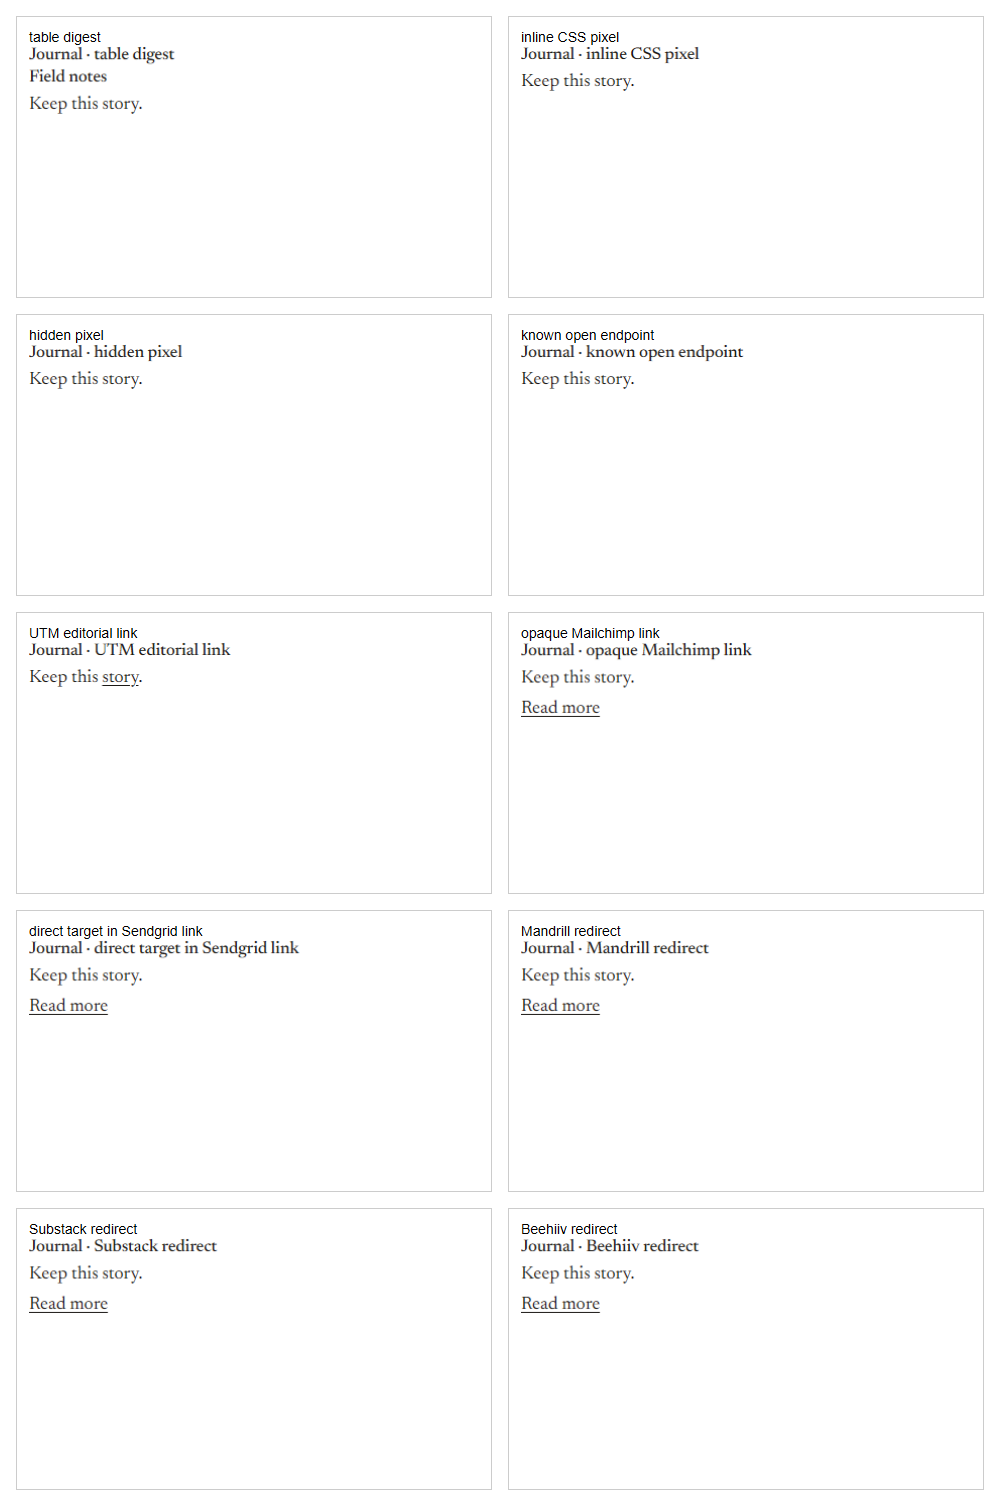 table digest
Journal · table digest
Field notes
Keep this story.
inline CSS pixel
Journal · inline CSS pixel
Keep this story.
hidden pixel
Journal · hidden pixel
Keep this story.
known open endpoint
Journal · known open endpoint
Keep this story.
UTM editorial link
Journal · UTM editorial link
Keep this story.
opaque Mailchimp link
Journal · opaque Mailchimp link
Keep this story.
Read more
direct target in Sendgrid link
Journal · direct target in Sendgrid link
Keep this story.
Read more
Mandrill redirect
Journal · Mandrill redirect
Keep this story.
Read more
Substack redirect
Journal · Substack redirect
Keep this story.
Read more
Beehiiv redirect
Journal · Beehiiv redirect
Keep this story.
Read more